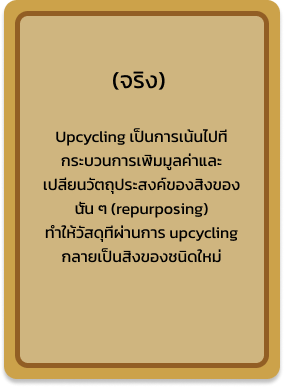 (จริง)
Upcycling เป็นการเน้นไปที่
กระบวนการเพิ่มมูลค่าและ
เปลี่ยนวัตถุประสงค์ของสิ่งของ
นั้น ๆ (repurposing)
ทำให้วัสดุที่ผ่านการ upcycling
กลายเป็นสิ่งของชนิดใหม่